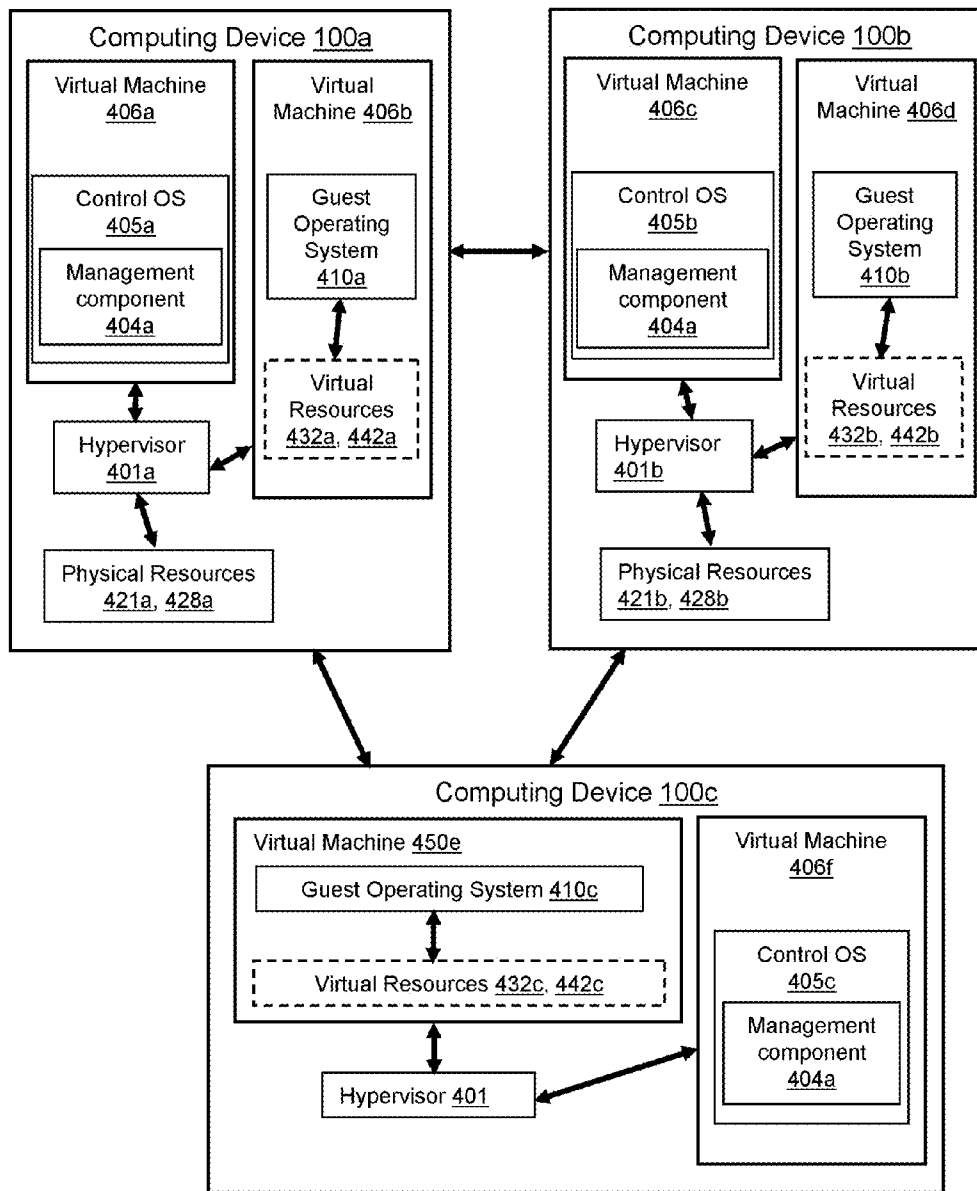 Computing Device 100a
Virtual Machine
406a
Control OS
405a
Management
component
404a
Virtual
Machine 406b
Guest
Operating
System
410a
Virtual
Resources
432a, 442a
Hypervisor
401a
Physical Resources
421a, 428a
Computing Device 100b
Virtual Machine
406c
Control OS
405b
Management
component
404a
Virtual
Machine 406d
Guest
Operating
System
410b
Virtual
Resources
432b, 442b
Hypervisor
401b
Physical Resources
421b, 428b
Computing Device 100c
Virtual Machine 450e
Guest Operating System 410c
Virtual Resources 432c, 442c
Hypervisor 401
Virtual Machine
406f
Control OS
405c
Management
component
404a